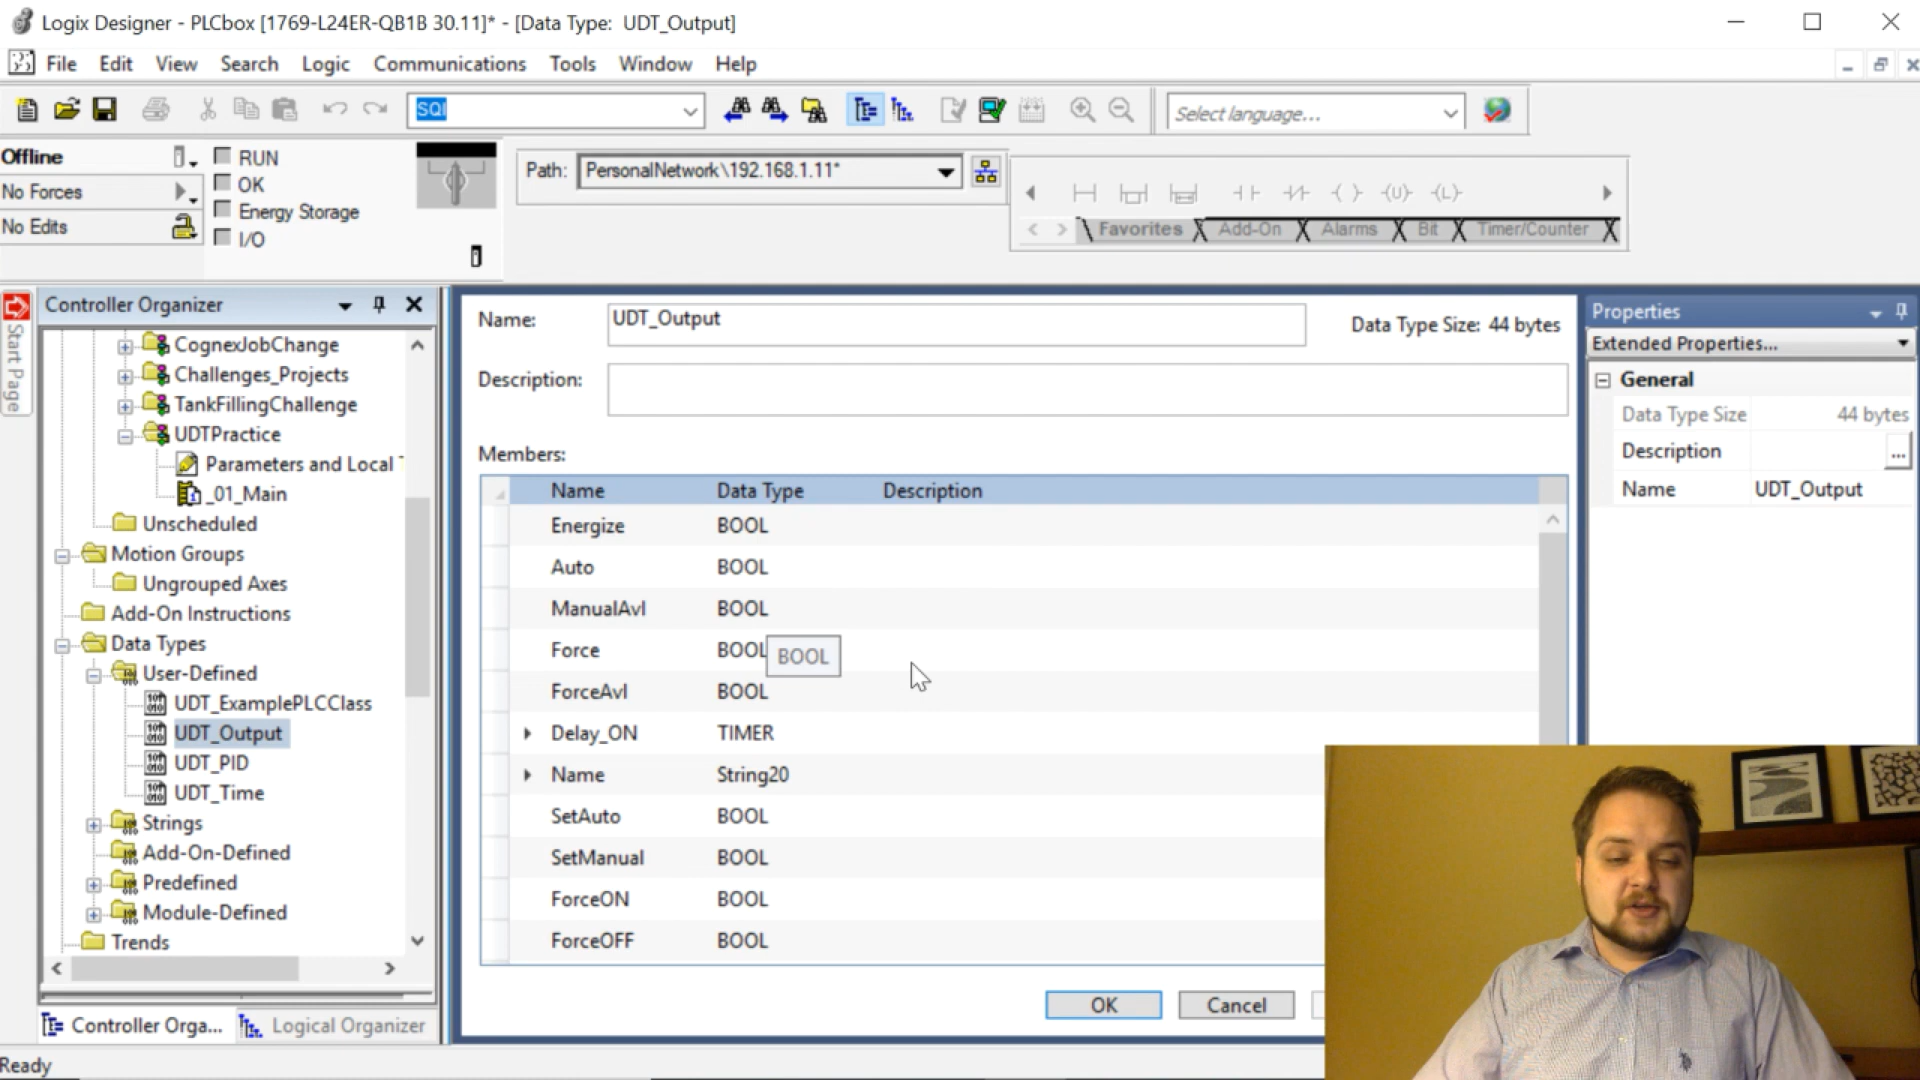 Logix Designer - PLCbox [1769-L24ER-QB1B 30.11]* - [Data Type: UDT_Output]
File Edit View Search Logic Communications Tools Window Help
SQI
Select language...
Offline
No Forces
No Edits
RUN
OK
Energy Storage
I/O
Path: PersonalNetwork\192.168.1.11*
Favorites Add-On Alarms Bit Timer/Counter
Start Page
Controller Organizer
CognexJobChange
Challenges_Projects
TankFillingChallenge
UDTPractice
Parameters and Local
_01_Main
Unscheduled
Motion Groups
Ungrouped Axes
Add-On Instructions
Data Types
User-Defined
UDT_ExamplePLCClass
UDT_Output
UDT_PID
UDT_Time
Strings
Add-On-Defined
Predefined
Module-Defined
Trends
Controller Orga...
Logical Organizer
Ready
Name: UDT_Output
Data Type Size: 44 bytes
Description:
Members:
Name Data Type Description
Energize BOOL
Auto BOOL
ManualAvl BOOL
Force BOOL
BOOL
ForceAvl BOOL
Delay_ON TIMER
Name String20
SetAuto BOOL
SetManual BOOL
ForceON BOOL
ForceOFF BOOL
OK Cancel
Properties
Extended Properties...
General
Data Type Size 44 bytes
Description ...
Name UDT_Output